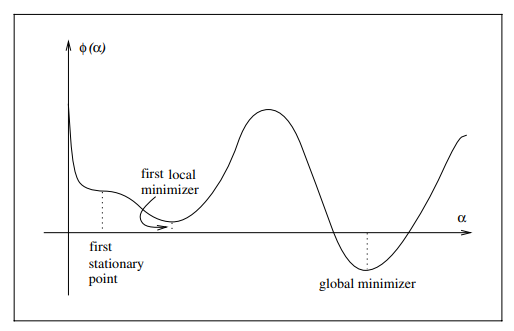 ϕ(α)
first local
minimizer
α
first
stationary
point
global minimizer